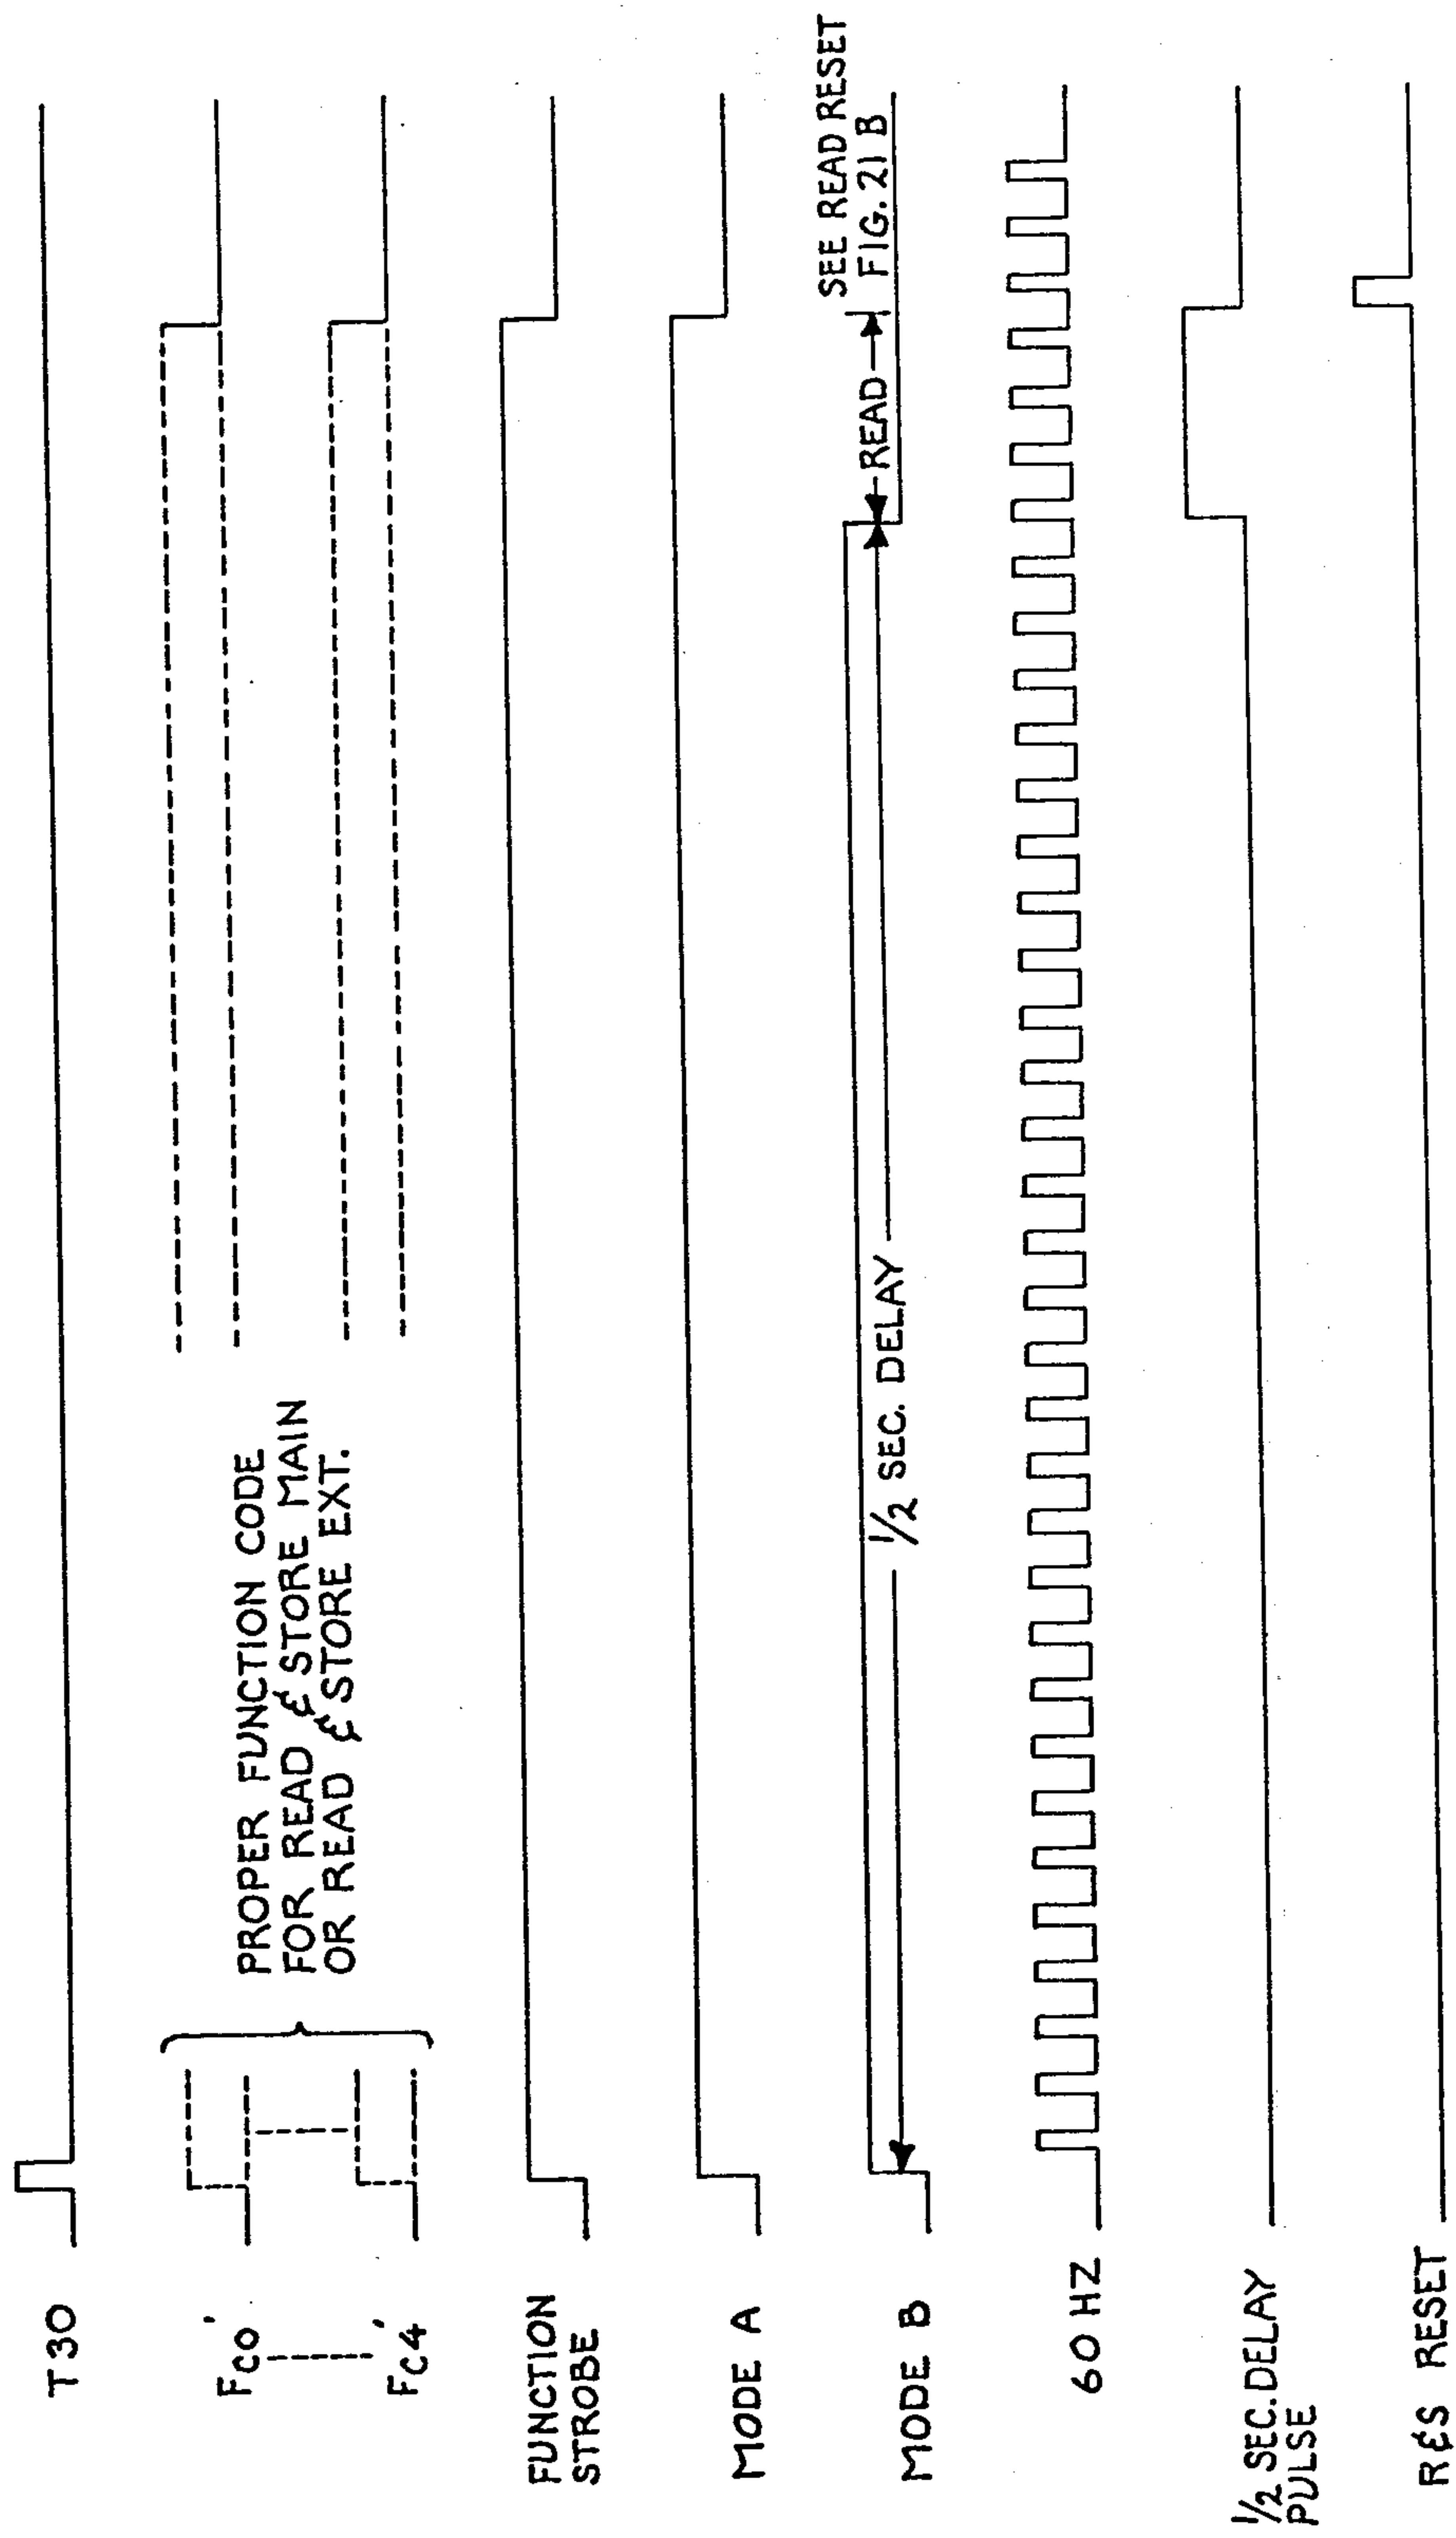 T30
FC0'
FC4'
PROPER FUNCTION CODE
FOR READ & STORE MAIN
OR READ & STORE EXT.
FUNCTION
STROBE
MODE A
MODE B
1/2 SEC. DELAY
READ
SEE READ RESET
FIG. 21 B
60 HZ
1/2 SEC. DELAY
PULSE
R&S RESET